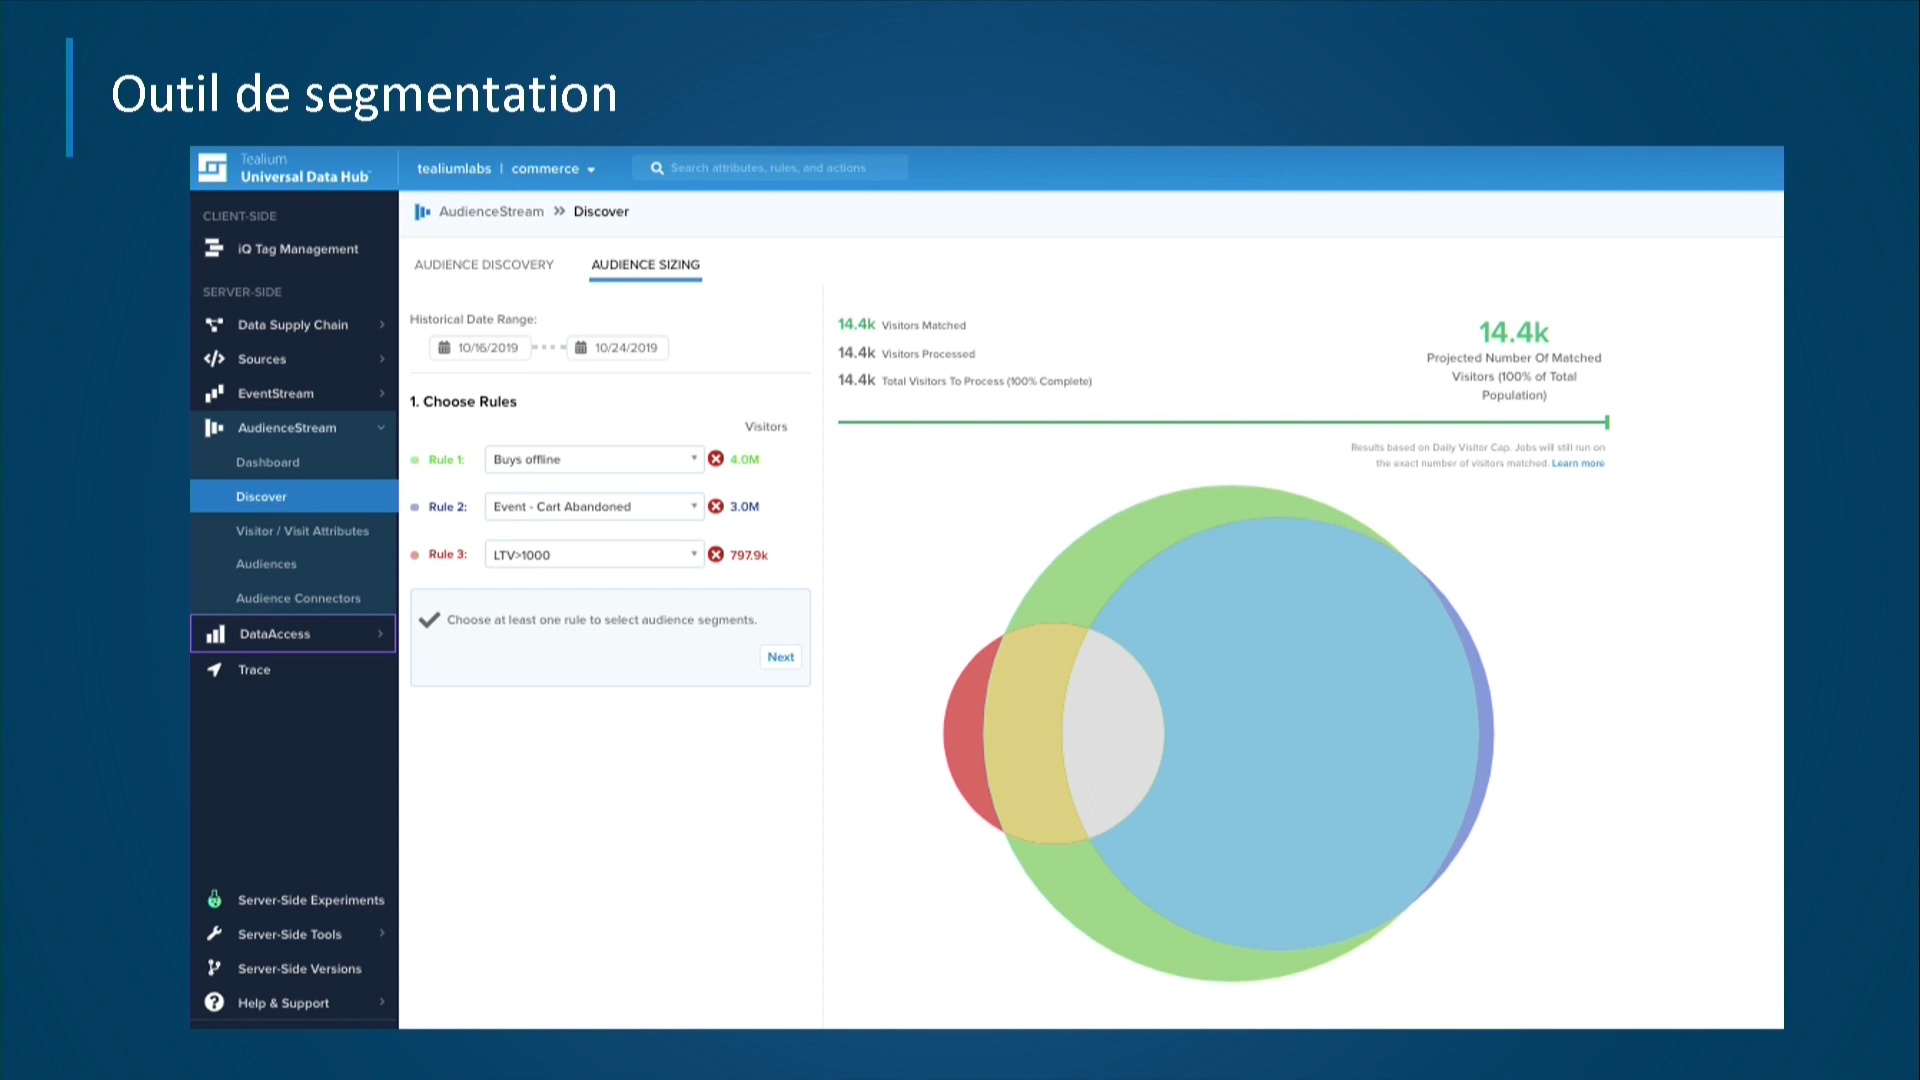 Outil de segmentation
Tealium
Universal Data Hub
tealiumlabs | commerce
Search attributes, rules, and actions
CLIENT-SIDE
iQ Tag Management
SERVER-SIDE
Data Supply Chain
Sources
EventStream
AudienceStream
Dashboard
Discover
Visitor / Visit Attributes
Audiences
Audience Connectors
DataAccess
Trace
Server-Side Experiments
Server-Side Tools
Server-Side Versions
Help & Support
AudienceStream » Discover
AUDIENCE DISCOVERY
AUDIENCE SIZING
Historical Date Range:
10/16/2019
10/24/2019
1. Choose Rules
Visitors
Rule 1: Buys offline 4.0M
Rule 2: Event - Cart Abandoned 3.0M
Rule 3: LTV>1000 797.9k
Choose at least one rule to select audience segments.
Next
14.4k Visitors Matched
14.4k Visitors Processed
14.4k Total Visitors To Process (100% Complete)
14.4k
Projected Number Of Matched
Visitors (100% of Total
Population)
Results based on Daily Visitor Cap. Jobs will still run on
the exact number of visitors matched. Learn more